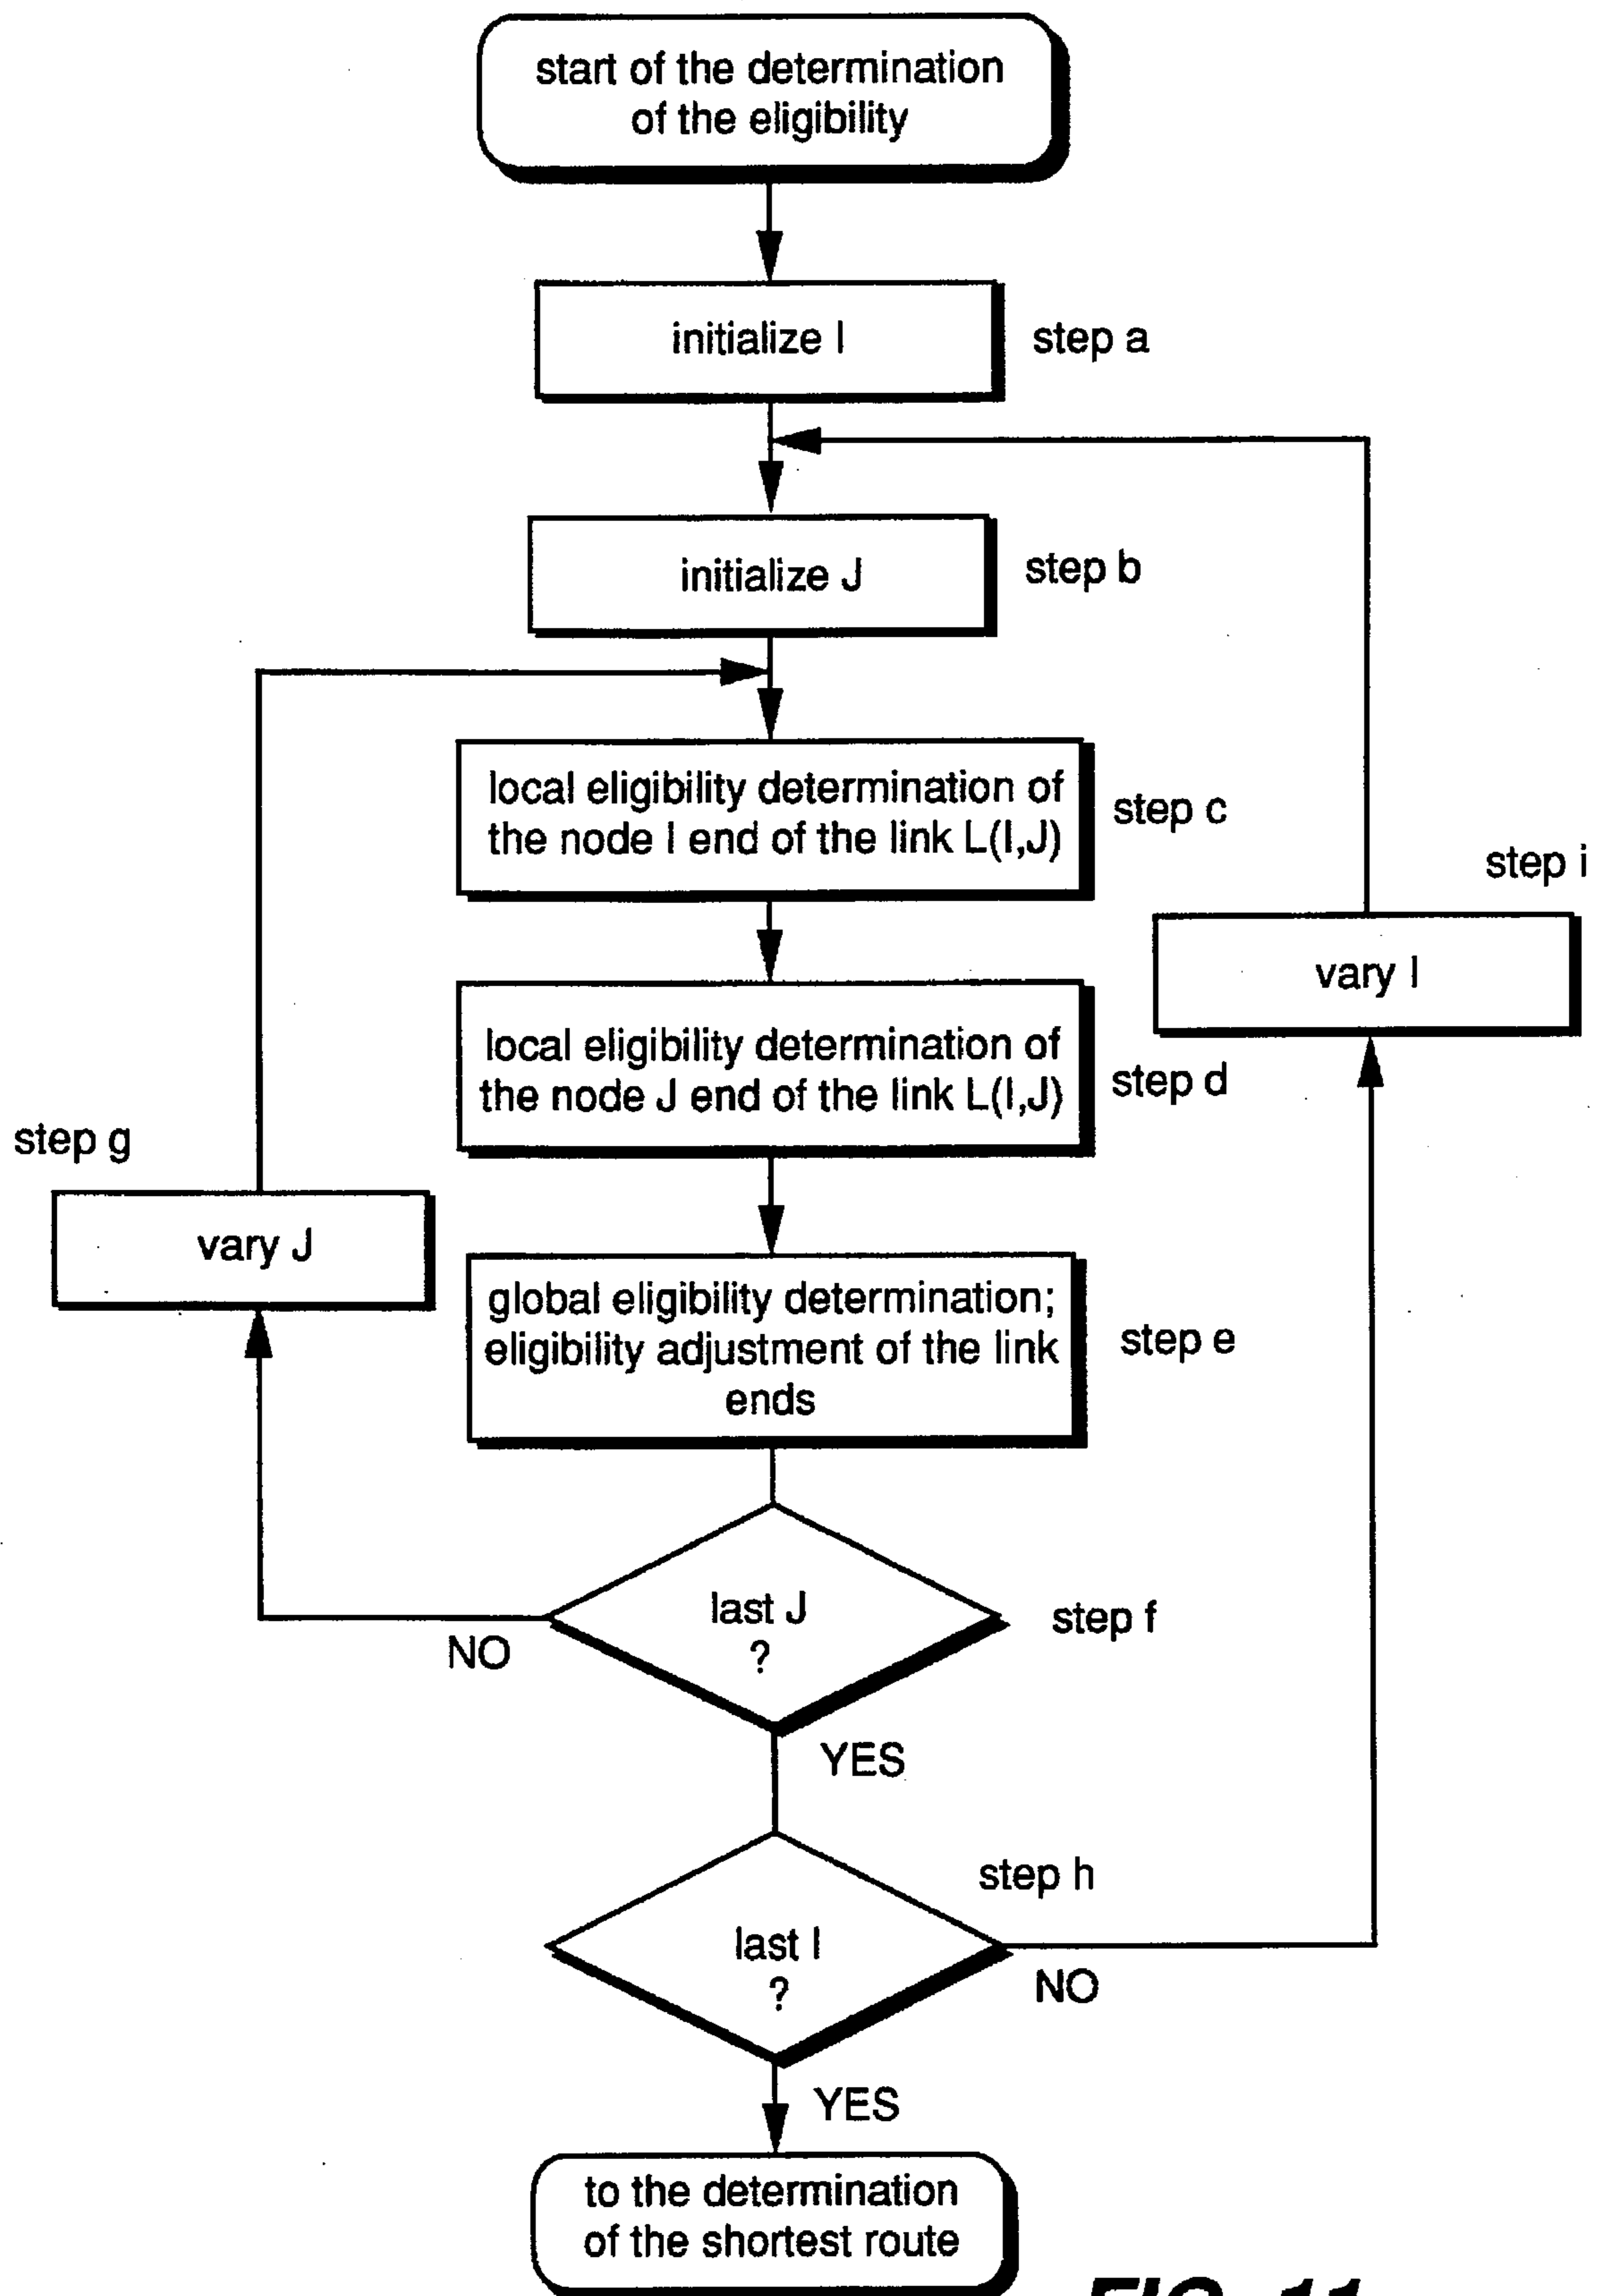 start of the determination
of the eligibility
initialize I
step a
initialize J
step b
local eligibility determination of
the node I end of the link L(I,J)
step c
step i
vary I
local eligibility determination of
the node J end of the link L(I,J)
step d
step g
vary J
global eligibility determination;
eligibility adjustment of the link
ends
step e
last J
?
step f
NO
YES
step h
last I
?
NO
YES
to the determination
of the shortest route
FIG. 11